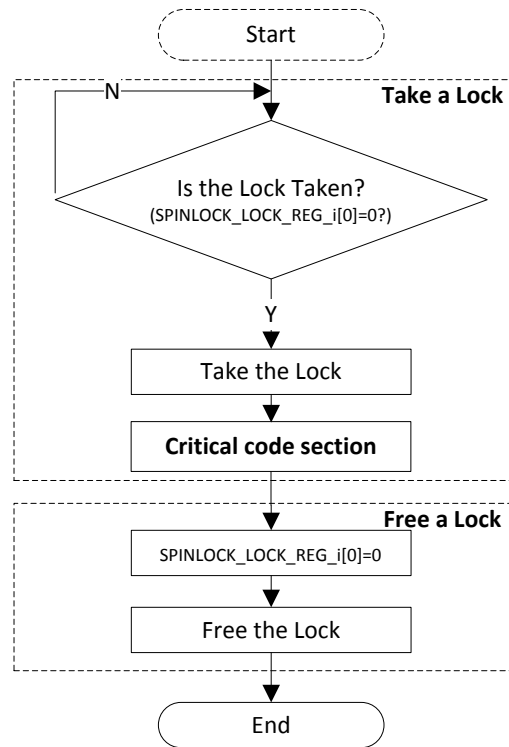 Start
N
Take a Lock
Is the Lock Taken?
(SPINLOCK_LOCK_REG_i[0]=0?)
Y
Take the Lock
Critical code section
Free a Lock
SPINLOCK_LOCK_REG_i[0]=0
Free the Lock
End